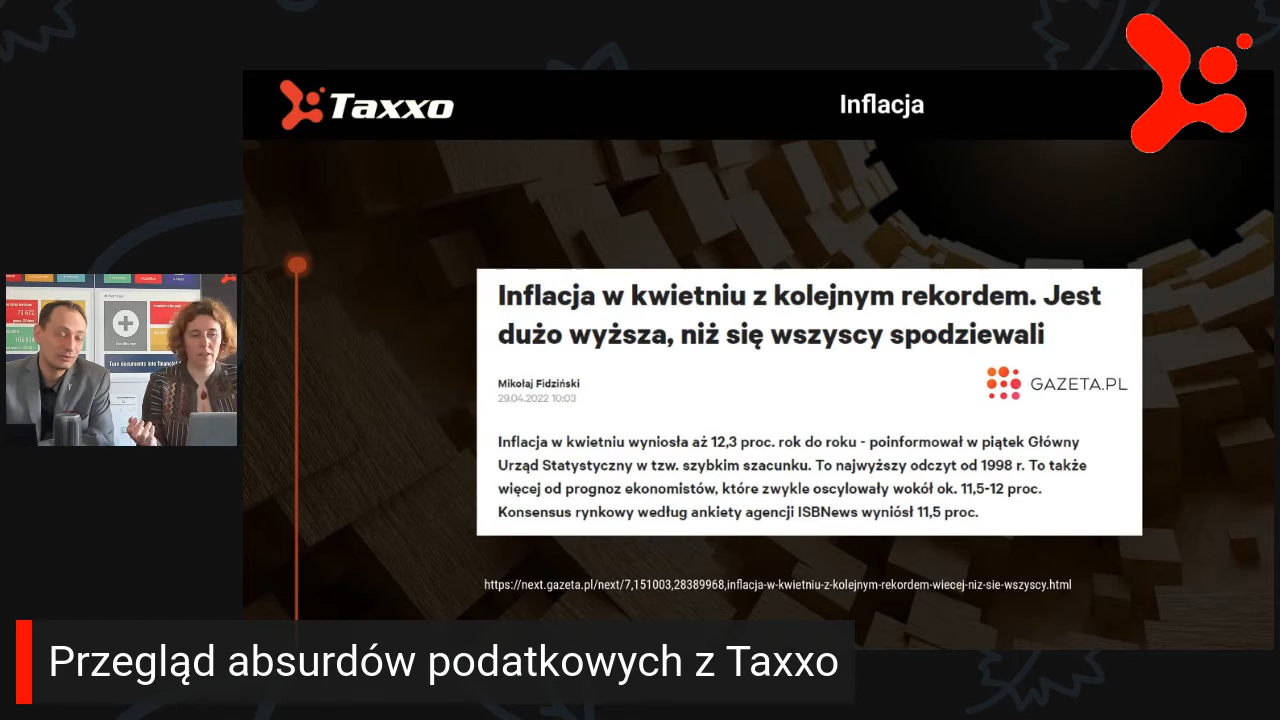 Taxxo
Inflacja
Inflacja w kwietniu z kolejnym rekordem. Jest
dużo wyższa, niż się wszyscy spodziewali
Mikołaj Fidziński
29.04.2022 10:03
GAZETA.PL
Inflacja w kwietniu wyniosła aż 12,3 proc. rok do roku - poinformował w piątek Główny
Urząd Statystyczny w tzw. szybkim szacunku. To najwyższy odczyt od 1998 r. To także
więcej od prognoz ekonomistów, które zwykle oscylowały wokół ok. 11,5-12 proc.
Konsensus rynkowy według ankiety agencji ISBNews wyniósł 11,5 proc.
https://next.gazeta.pl/next/7,151003,28389968,inflacja-w-kwietniu-z-kolejnym-rekordem-wiecej-niz-sie-wszyscy.html
Turn documents into financial
Przegląd absurdów podatkowych z Taxxo